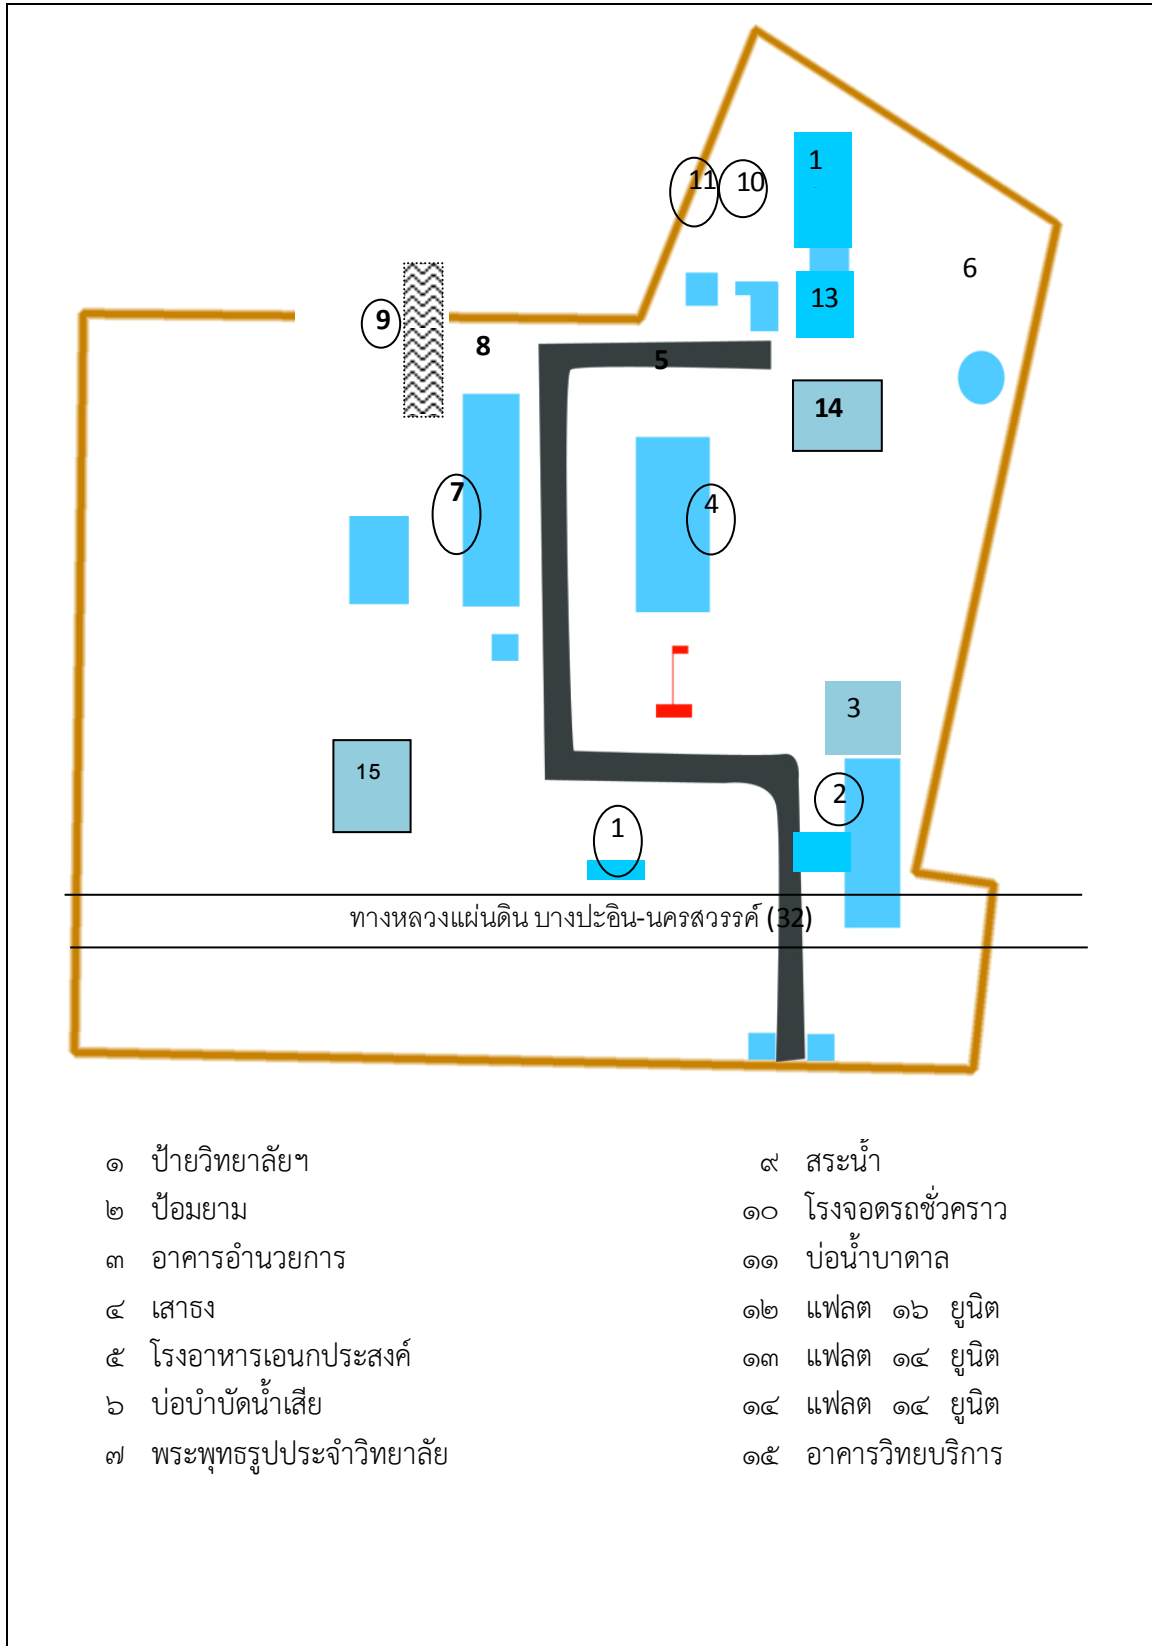 1
11 10
6
13
9
8
5
14
7
4
3
15
2
1
ทางหลวงแผ่นดิน บางปะอิน-นครสวรรค์ (32)
๑ ป้ายวิทยาลัยฯ
๒ ป้อมยาม
๓ อาคารอำนวยการ
๔ เสาธง
๕ โรงอาหารเอนกประสงค์
๖ บ่อบำบัดน้ำเสีย
๗ พระพุทธรูปประจำวิทยาลัย
๙ สระน้ำ
๑๐ โรงจอดรถชั่วคราว
๑๑ บ่อน้ำบาดาล
๑๒ แฟลต ๑๖ ยูนิต
๑๓ แฟลต ๑๔ ยูนิต
๑๔ แฟลต ๑๔ ยูนิต
๑๕ อาคารวิทยบริการ